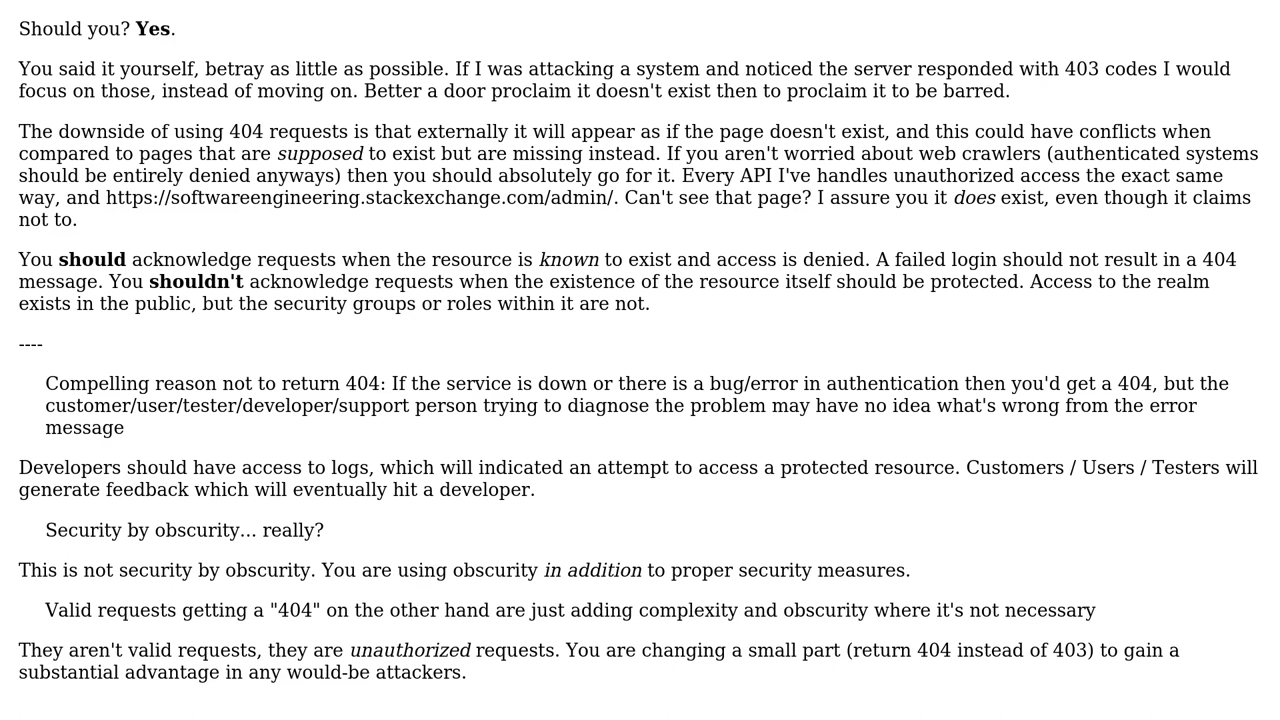 Should you? Yes.
You said it yourself, betray as little as possible. If I was attacking a system and noticed the server responded with 403 codes I would
focus on those, instead of moving on. Better a door proclaim it doesn't exist then to proclaim it to be barred.
The downside of using 404 requests is that externally it will appear as if the page doesn't exist, and this could have conflicts when
compared to pages that are supposed to exist but are missing instead. If you aren't worried about web crawlers (authenticated systems
should be entirely denied anyways) then you should absolutely go for it. Every API I've handles unauthorized access the exact same
way, and https://softwareengineering.stackexchange.com/admin/. Can't see that page? I assure you it does exist, even though it claims
not to.
You should acknowledge requests when the resource is known to exist and access is denied. A failed login should not result in a 404
message. You shouldn't acknowledge requests when the existence of the resource itself should be protected. Access to the realm
exists in the public, but the security groups or roles within it are not.
----
Compelling reason not to return 404: If the service is down or there is a bug/error in authentication then you'd get a 404, but the
customer/user/tester/developer/support person trying to diagnose the problem may have no idea what's wrong from the error
message
Developers should have access to logs, which will indicated an attempt to access a protected resource. Customers / Users / Testers will
generate feedback which will eventually hit a developer.
Security by obscurity... really?
This is not security by obscurity. You are using obscurity in addition to proper security measures.
Valid requests getting a "404" on the other hand are just adding complexity and obscurity where it's not necessary
They aren't valid requests, they are unauthorized requests. You are changing a small part (return 404 instead of 403) to gain a
substantial advantage in any would-be attackers.